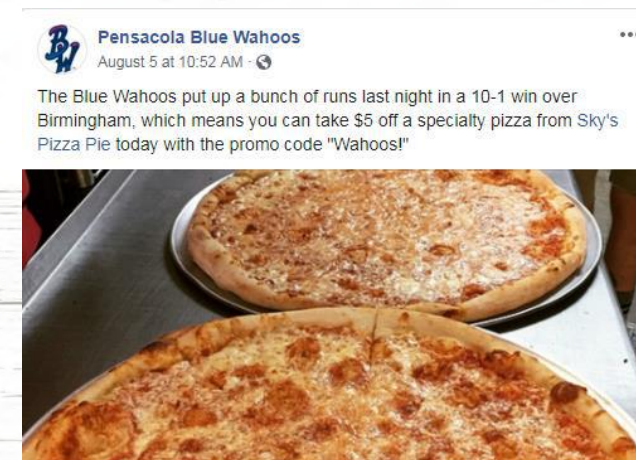 Pensacola Blue Wahoos
August 5 at 10:52 AM ·
The Blue Wahoos put up a bunch of runs last night in a 10-1 win over
Birmingham, which means you can take $5 off a specialty pizza from Sky's
Pizza Pie today with the promo code "Wahoos!"
BW